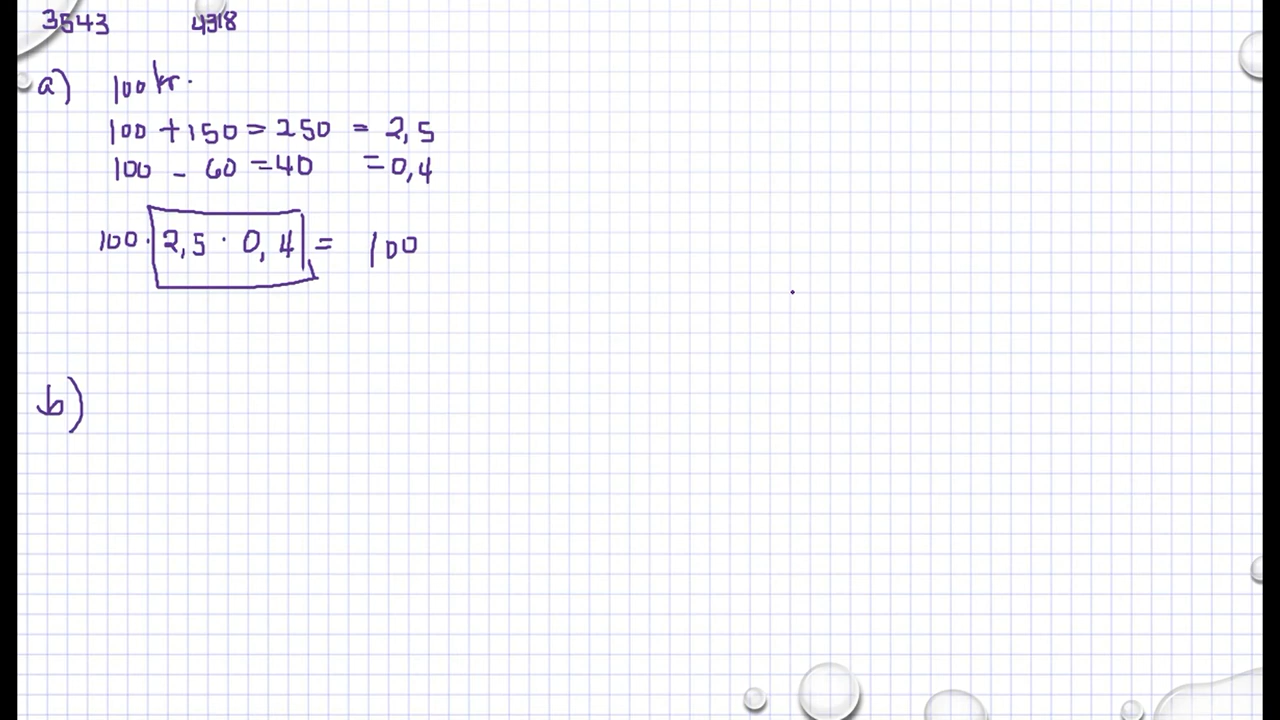 3543 4318
a) 100 kr.
100 + 150 = 250 = 2,5
100 - 60 = 40 = 0,4
100 · 2,5 · 0,4 = 100
b)